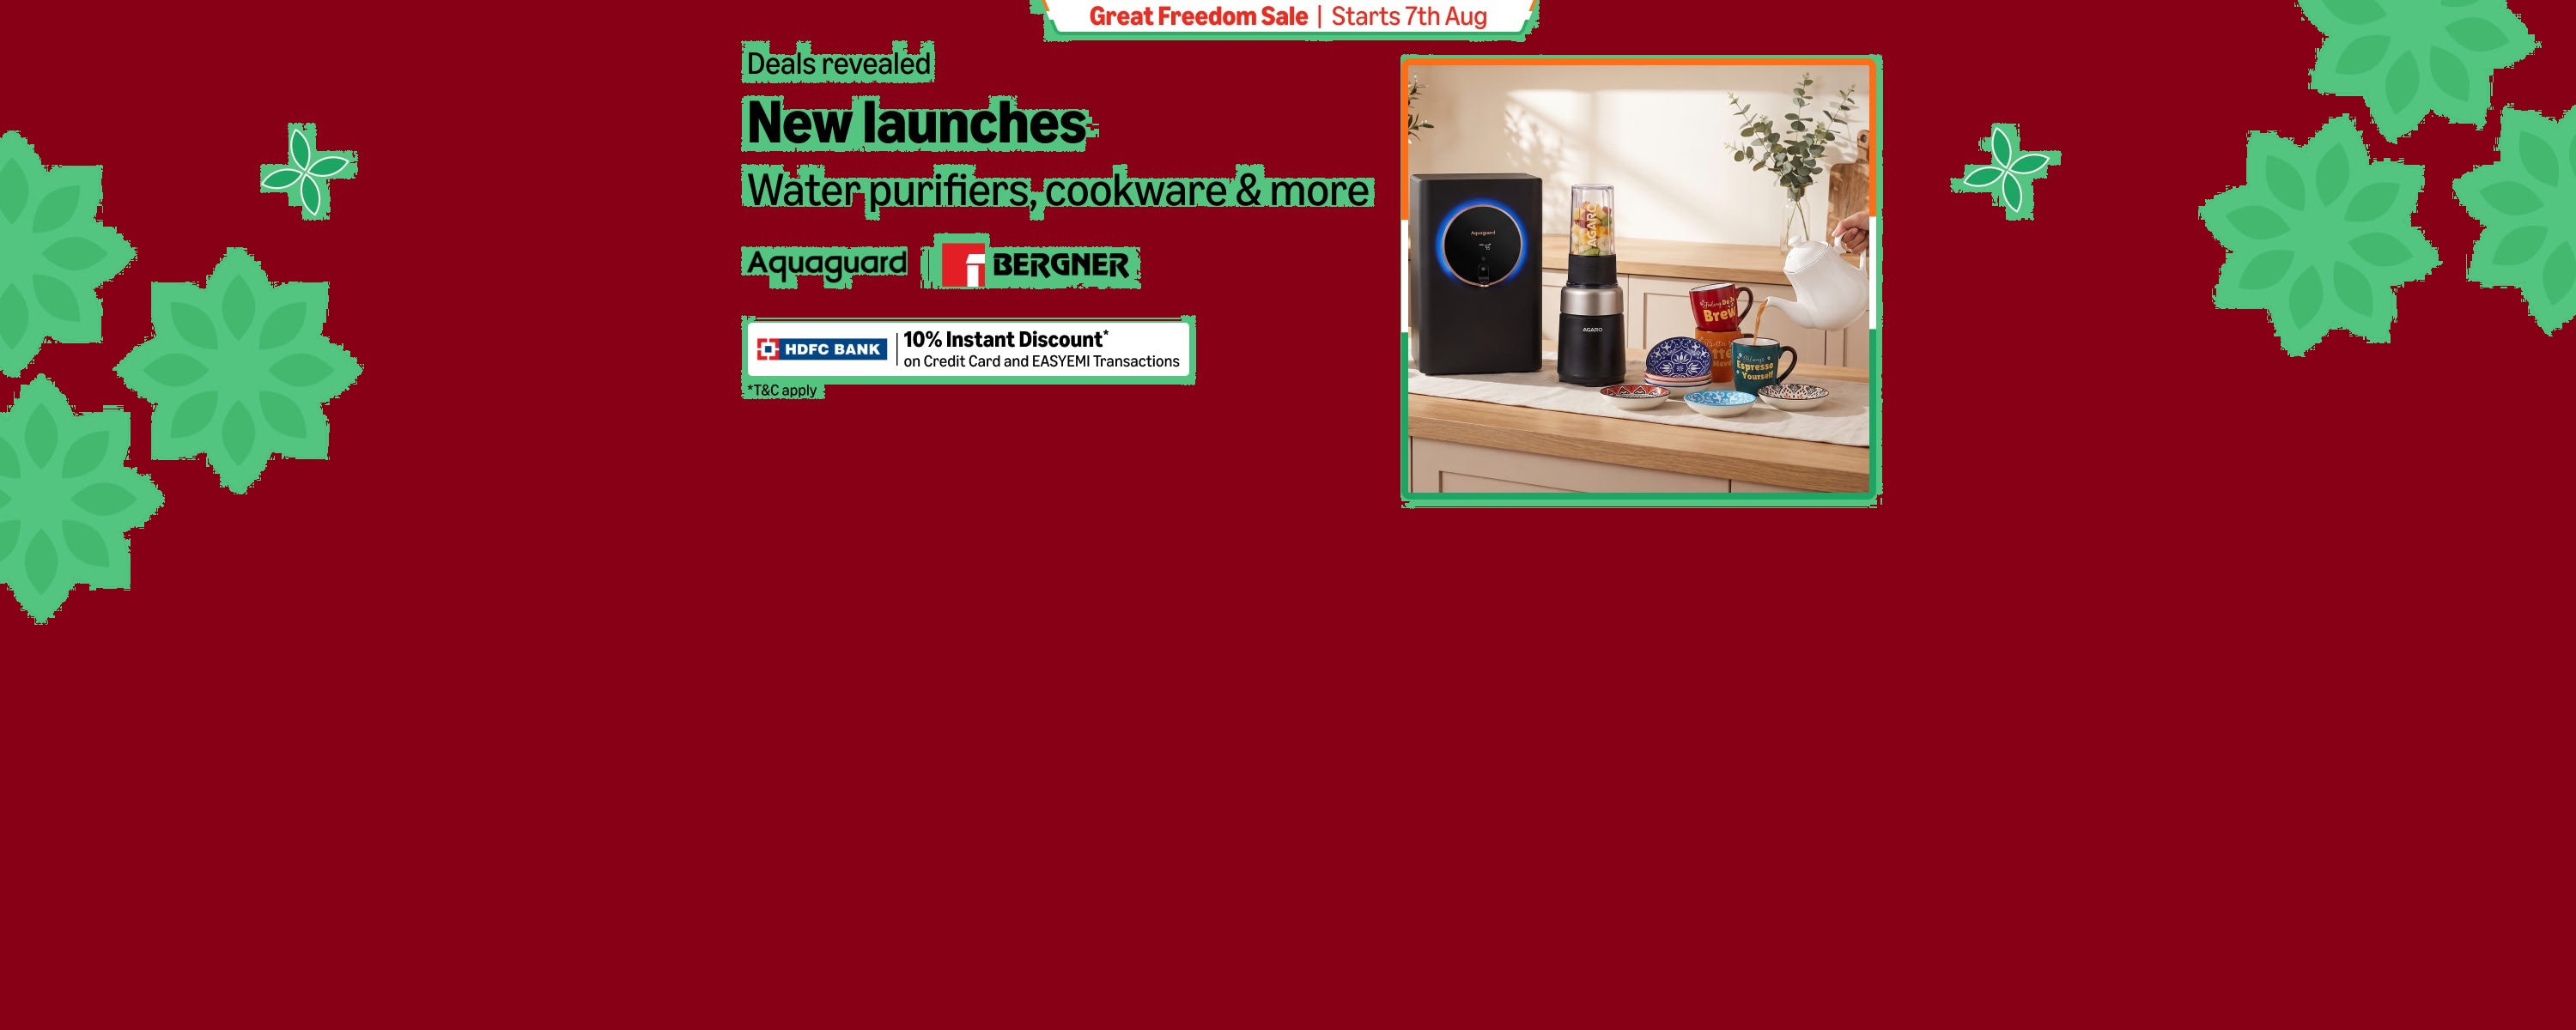 Great Freedom Sale | Starts 7th Aug
Deals revealed
New launches
Water purifiers, cookware & more
Aquaguard BERGNER
HDFC BANK
10% Instant Discount*
on Credit Card and EASYEMI Transactions
*T&C apply
Aquaguard
AGARO
AGARO
Brew
Espresso
Yourself